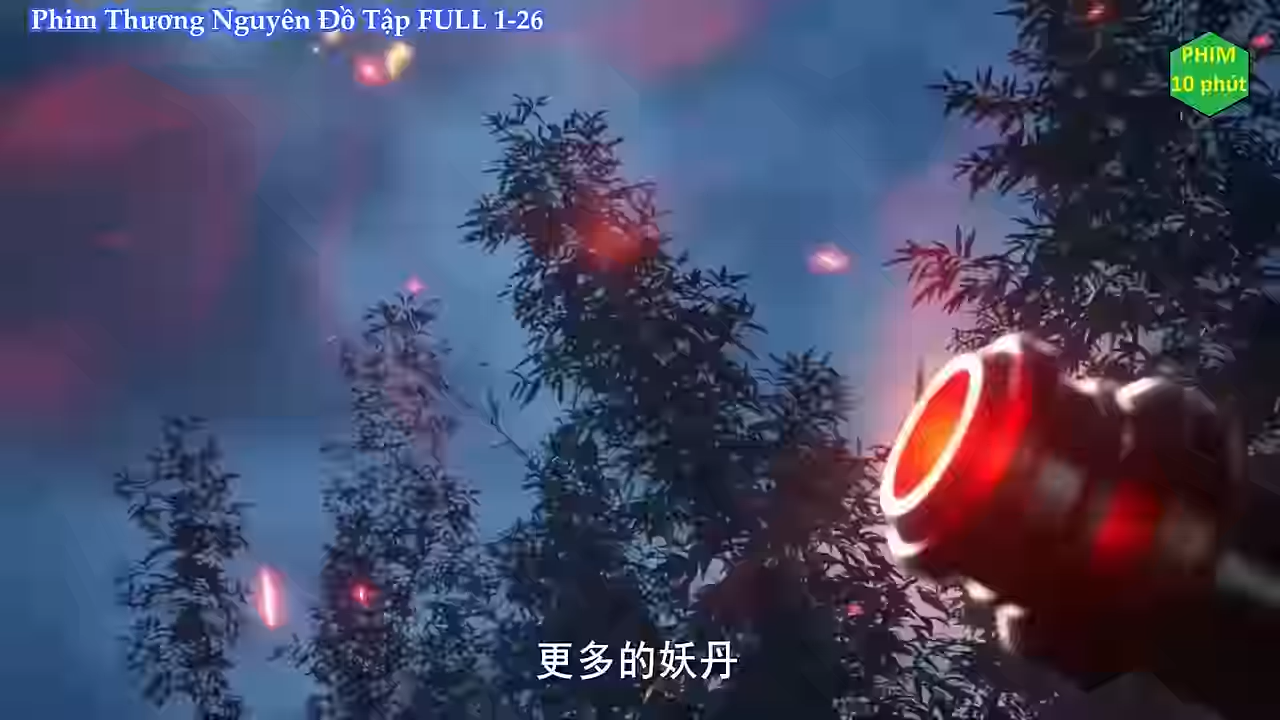 Phim Thương Nguyên Đồ Tập FULL 1-26
PHIM
10 phút
更多的妖丹